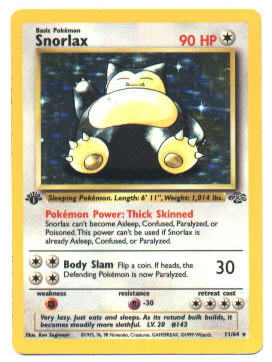 Basic Pokémon
Snorlax 90 HP
Sleeping Pokémon. Length: 6' 11", Weight: 1,014 lbs.
Pokémon Power: Thick Skinned
Snorlax can't become Asleep, Confused, Paralyzed, or
Poisoned. This power can't be used if Snorlax is
already Asleep, Confused, or Paralyzed.
Body Slam Flip a coin. If heads, the 30
Defending Pokémon is now Paralyzed.
weakness resistance retreat cost
-30
Very lazy. Just eats and sleeps. As its rotund bulk builds, it
becomes steadily more slothful. LV. 20 #143
Illus. Ken Sugimori ©1995, 96, 98 Nintendo, Creatures, GAMEFREAK. ©1999 Wizards. 11/64 ★